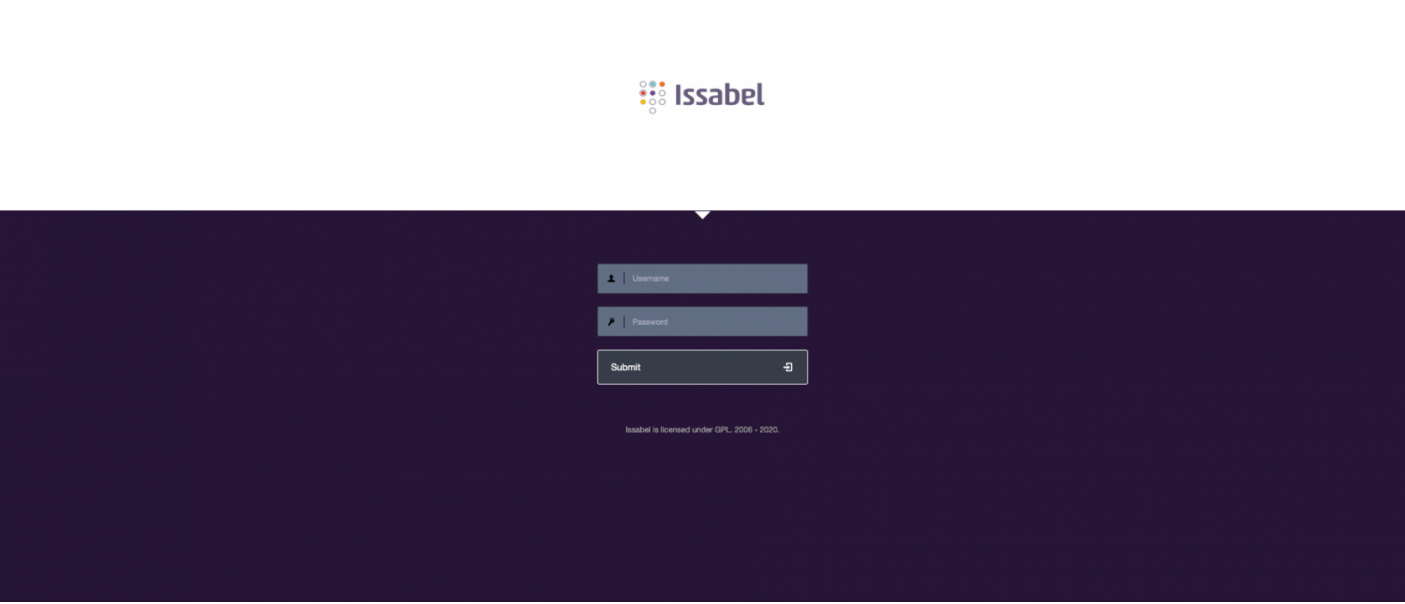 Issabel
Username
Password
Submit
Issabel is licensed under GPL. 2006 - 2020.